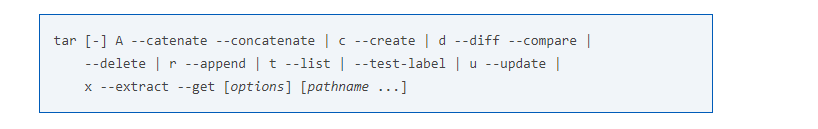 tar [-] A --catenate --concatenate | c --create | d --diff --compare |
--delete | r --append | t --list | --test-label | u --update |
x --extract --get [options] [pathname ...]